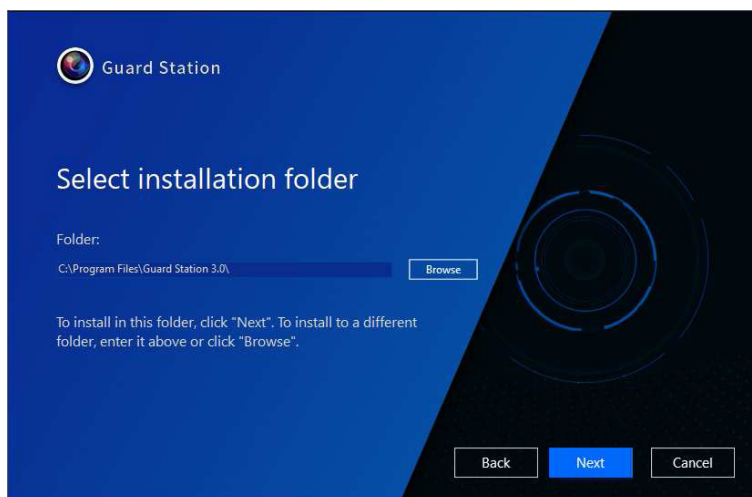 Guard Station
Select installation folder
Folder:
C:\Program Files\Guard Station 3.0\
Browse
To install in this folder, click "Next". To install to a different
folder, enter it above or click "Browse".
Back
Next
Cancel